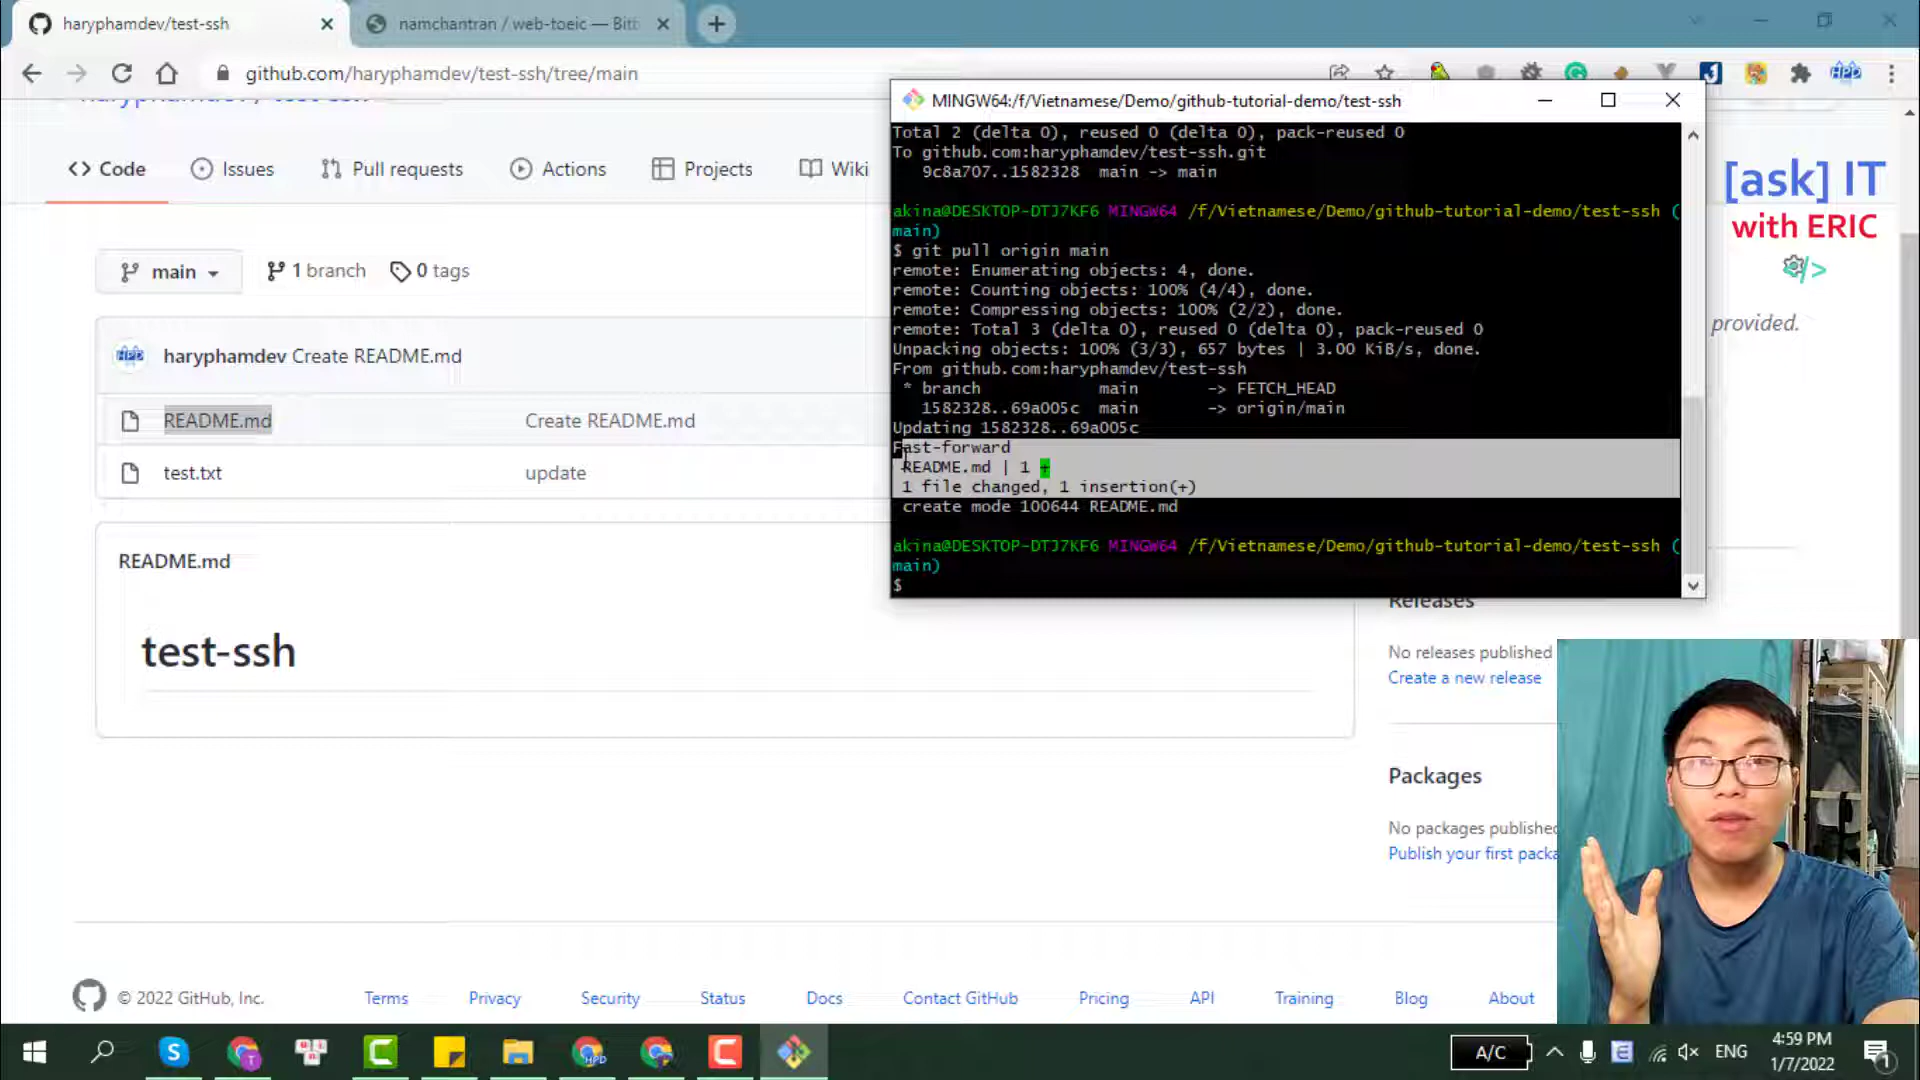 haryphamdev/test-ssh
namchantran / web-toeic — Bitb
github.com/haryphamdev/test-ssh/tree/main
HPD
haryphamdev / test-ssh
Code
Issues
Pull requests
Actions
Projects
Wiki
main
1 branch
0 tags
HPD
haryphamdev Create README.md
README.md
Create README.md
test.txt
update
README.md
test-ssh
MINGW64:/f/Vietnamese/Demo/github-tutorial-demo/test-ssh
Total 2 (delta 0), reused 0 (delta 0), pack-reused 0
To github.com:haryphamdev/test-ssh.git
9c8a707..1582328 main -> main
akina@DESKTOP-DTJ7KF6 MINGW64 /f/Vietnamese/Demo/github-tutorial-demo/test-ssh (
main)
$ git pull origin main
remote: Enumerating objects: 4, done.
remote: Counting objects: 100% (4/4), done.
remote: Compressing objects: 100% (2/2), done.
remote: Total 3 (delta 0), reused 0 (delta 0), pack-reused 0
Unpacking objects: 100% (3/3), 657 bytes | 3.00 KiB/s, done.
From github.com:haryphamdev/test-ssh
* branch main -> FETCH_HEAD
1582328..69a005c main -> origin/main
Updating 1582328..69a005c
Fast-forward
README.md | 1 +
1 file changed, 1 insertion(+)
create mode 100644 README.md
akina@DESKTOP-DTJ7KF6 MINGW64 /f/Vietnamese/Demo/github-tutorial-demo/test-ssh (
main)
$
[ask] IT
with ERIC
/>
provided.
Releases
No releases published
Create a new release
Packages
No packages published
Publish your first packa
© 2022 GitHub, Inc.
Terms
Privacy
Security
Status
Docs
Contact GitHub
Pricing
API
Training
Blog
About
A/C
ENG
4:59 PM
1/7/2022
1